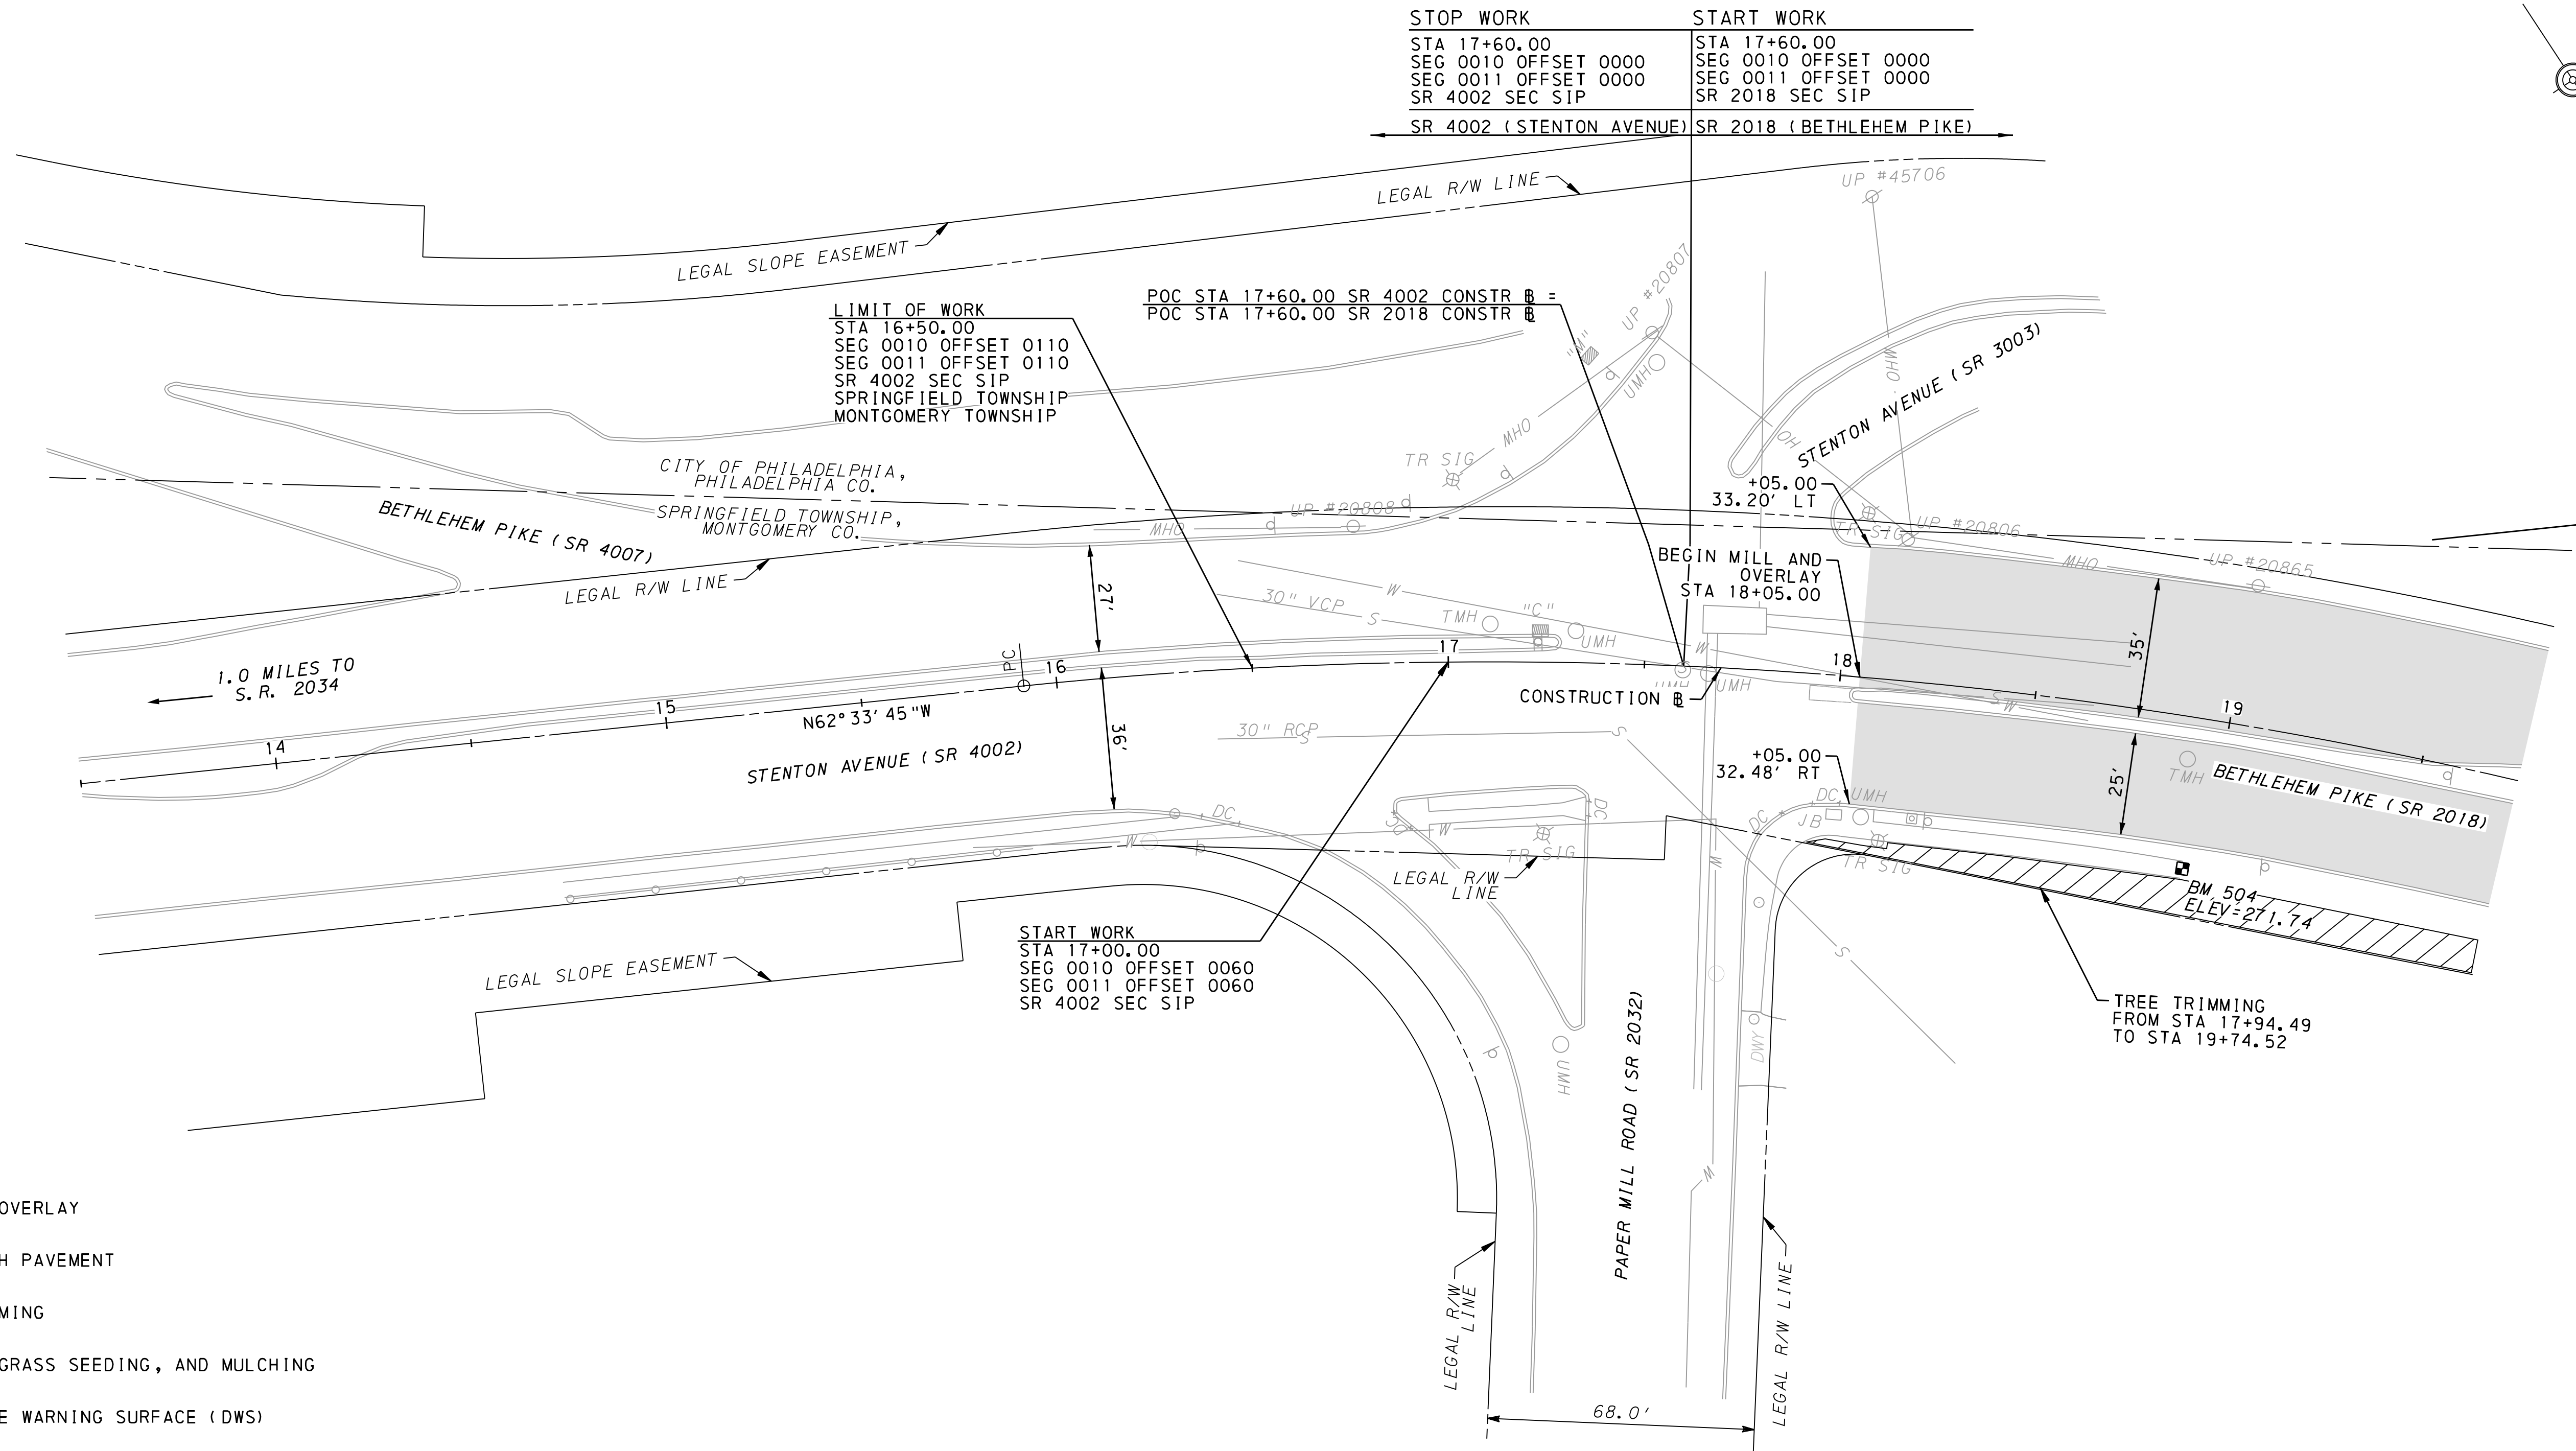 STOP WORK
STA 17+60.00
SEG 0010 OFFSET 0000
SEG 0011 OFFSET 0000
SR 4002 SEC SIP
SR 4002 (STENTON AVENUE)
START WORK
STA 17+60.00
SEG 0010 OFFSET 0000
SEG 0011 OFFSET 0000
SR 2018 SEC SIP
SR 2018 (BETHLEHEM PIKE)
LEGAL R/W LINE
UP #45706
LEGAL SLOPE EASEMENT
UP #20807
"M"
UMH
MHO
OH
MHO
STENTON AVENUE (SR 3003)
POC STA 17+60.00 SR 4002 CONSTR BL =
POC STA 17+60.00 SR 2018 CONSTR BL
LIMIT OF WORK
STA 16+50.00
SEG 0010 OFFSET 0110
SEG 0011 OFFSET 0110
SR 4002 SEC SIP
SPRINGFIELD TOWNSHIP
MONTGOMERY TOWNSHIP
CITY OF PHILADELPHIA,
PHILADELPHIA CO.
SPRINGFIELD TOWNSHIP,
MONTGOMERY CO.
BETHLEHEM PIKE (SR 4007)
LEGAL R/W LINE
TR SIG
UP #20808
MHO
+05.00
33.20' LT
TR SIG
UP #20806
MHO
UP #20865
BEGIN MILL AND
OVERLAY
STA 18+05.00
27'
30" VCP
S
W
TMH
"C"
UMH
W
UMH
UMH
35'
1.0 MILES TO
S.R. 2034
PC
14
15
16
17
18
19
N62°33'45"W
STENTON AVENUE (SR 4002)
36'
CONSTRUCTION BL
30" RCP
S
S
S
W
+05.00
32.48' RT
25'
TMH
BETHLEHEM PIKE (SR 2018)
DC
DC
DC
W
W
TR SIG
LEGAL R/W
LINE
W
DC
DC
UMH
JB
TR SIG
BM 504
ELEV=271.74
START WORK
STA 17+00.00
SEG 0010 OFFSET 0060
SEG 0011 OFFSET 0060
SR 4002 SEC SIP
LEGAL SLOPE EASEMENT
S
TREE TRIMMING
FROM STA 17+94.49
TO STA 19+74.52
UMH
DWY
PAPER MILL ROAD (SR 2032)
W
LEGAL R/W
LINE
LEGAL R/W LINE
68.0'
OVERLAY
H PAVEMENT
MING
GRASS SEEDING, AND MULCHING
E WARNING SURFACE (DWS)